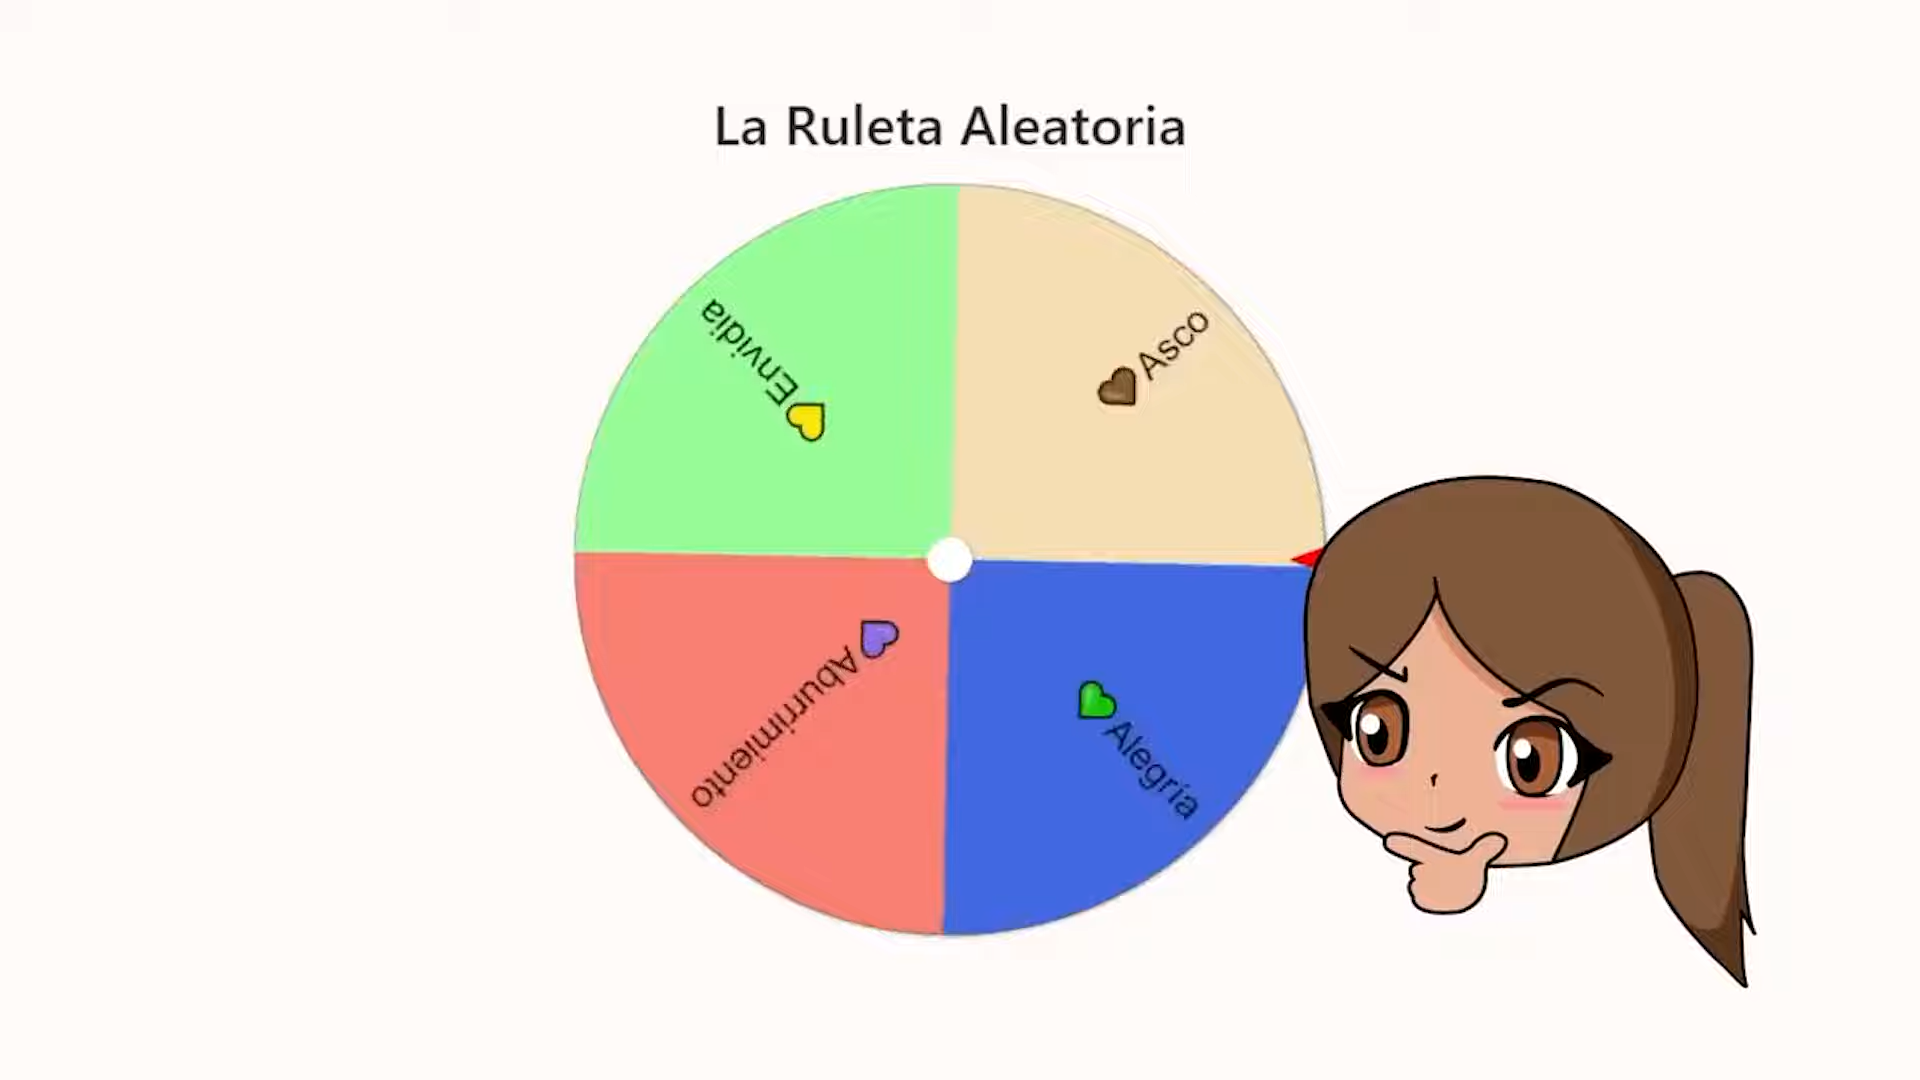 La Ruleta Aleatoria
💛Envidia
🤎Asco
💜Aburrimiento
💚Alegría